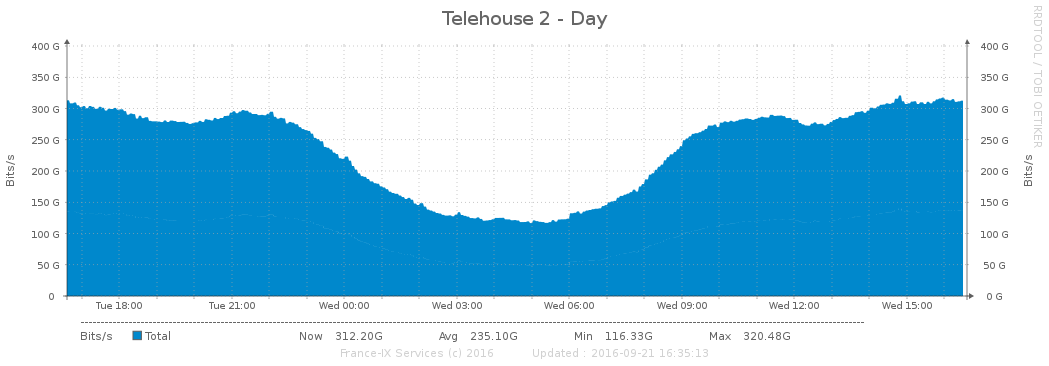 Telehouse 2 - Day
RRDTOOL / TOBI OETIKER
400 G 400 G
350 G 350 G
300 G 300 G
250 G 250 G
200 G 200 G
150 G 150 G
100 G 100 G
50 G 50 G
0 0 G
Bits/s
Bits/s
Tue 18:00 Tue 21:00 Wed 00:00 Wed 03:00 Wed 06:00 Wed 09:00 Wed 12:00 Wed 15:00
Bits/s Total Now 312.20G Avg 235.10G Min 116.33G Max 320.48G
France-IX Services (c) 2016 Updated : 2016-09-21 16:35:13